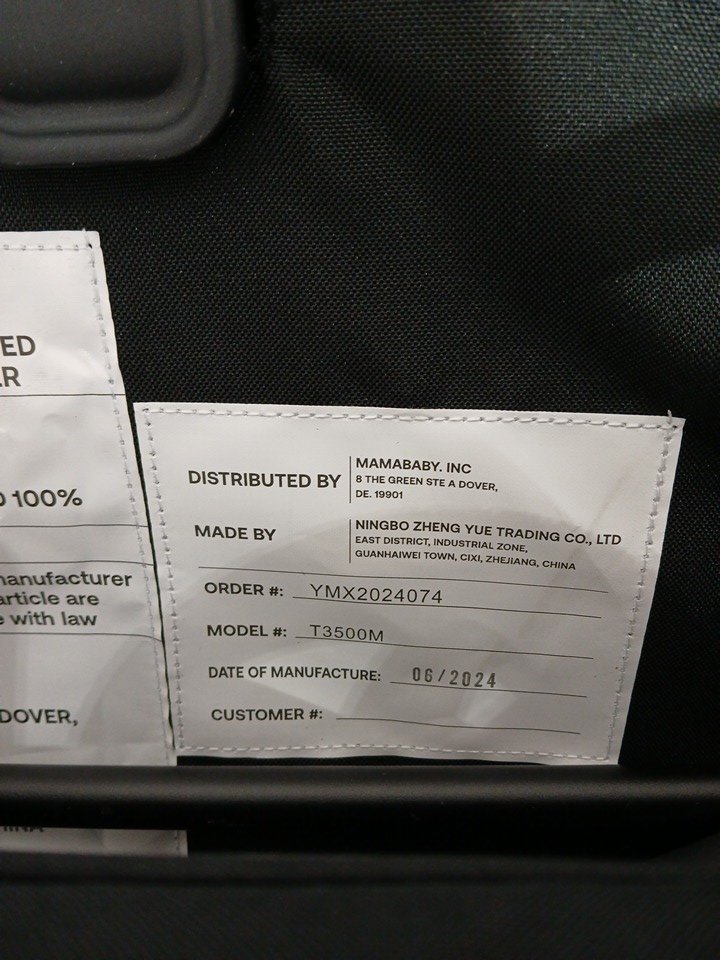 ED
R
100%
manufacturer
article are
with law
DOVER,
DISTRIBUTED BY
MAMABABY. INC
8 THE GREEN STE A DOVER,
DE. 19901
MADE BY
NINGBO ZHENG YUE TRADING CO., LTD
EAST DISTRICT, INDUSTRIAL ZONE,
GUANHAIWEI TOWN, CIXI, ZHEJIANG, CHINA
ORDER #: YMX2024074
MODEL #: T3500M
DATE OF MANUFACTURE: 06/2024
CUSTOMER #: